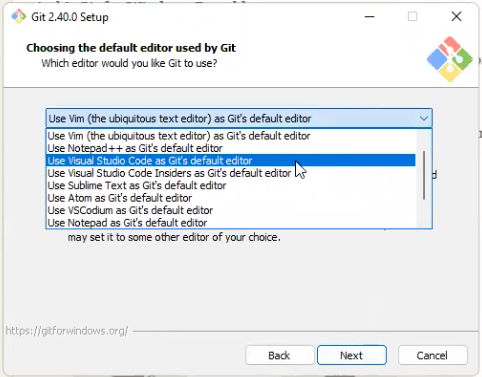 Git 2.40.0 Setup
Choosing the default editor used by Git
Which editor would you like Git to use?
Use Vim (the ubiquitous text editor) as Git's default editor
Use Vim (the ubiquitous text editor) as Git's default editor
Use Notepad++ as Git's default editor
Use Visual Studio Code as Git's default editor
Use Visual Studio Code Insiders as Git's default editor
Use Sublime Text as Git's default editor
Use Atom as Git's default editor
Use VSCodium as Git's default editor
Use Notepad as Git's default editor
may set it to some other editor of your choice.
https://gitforwindows.org/
Back
Next
Cancel